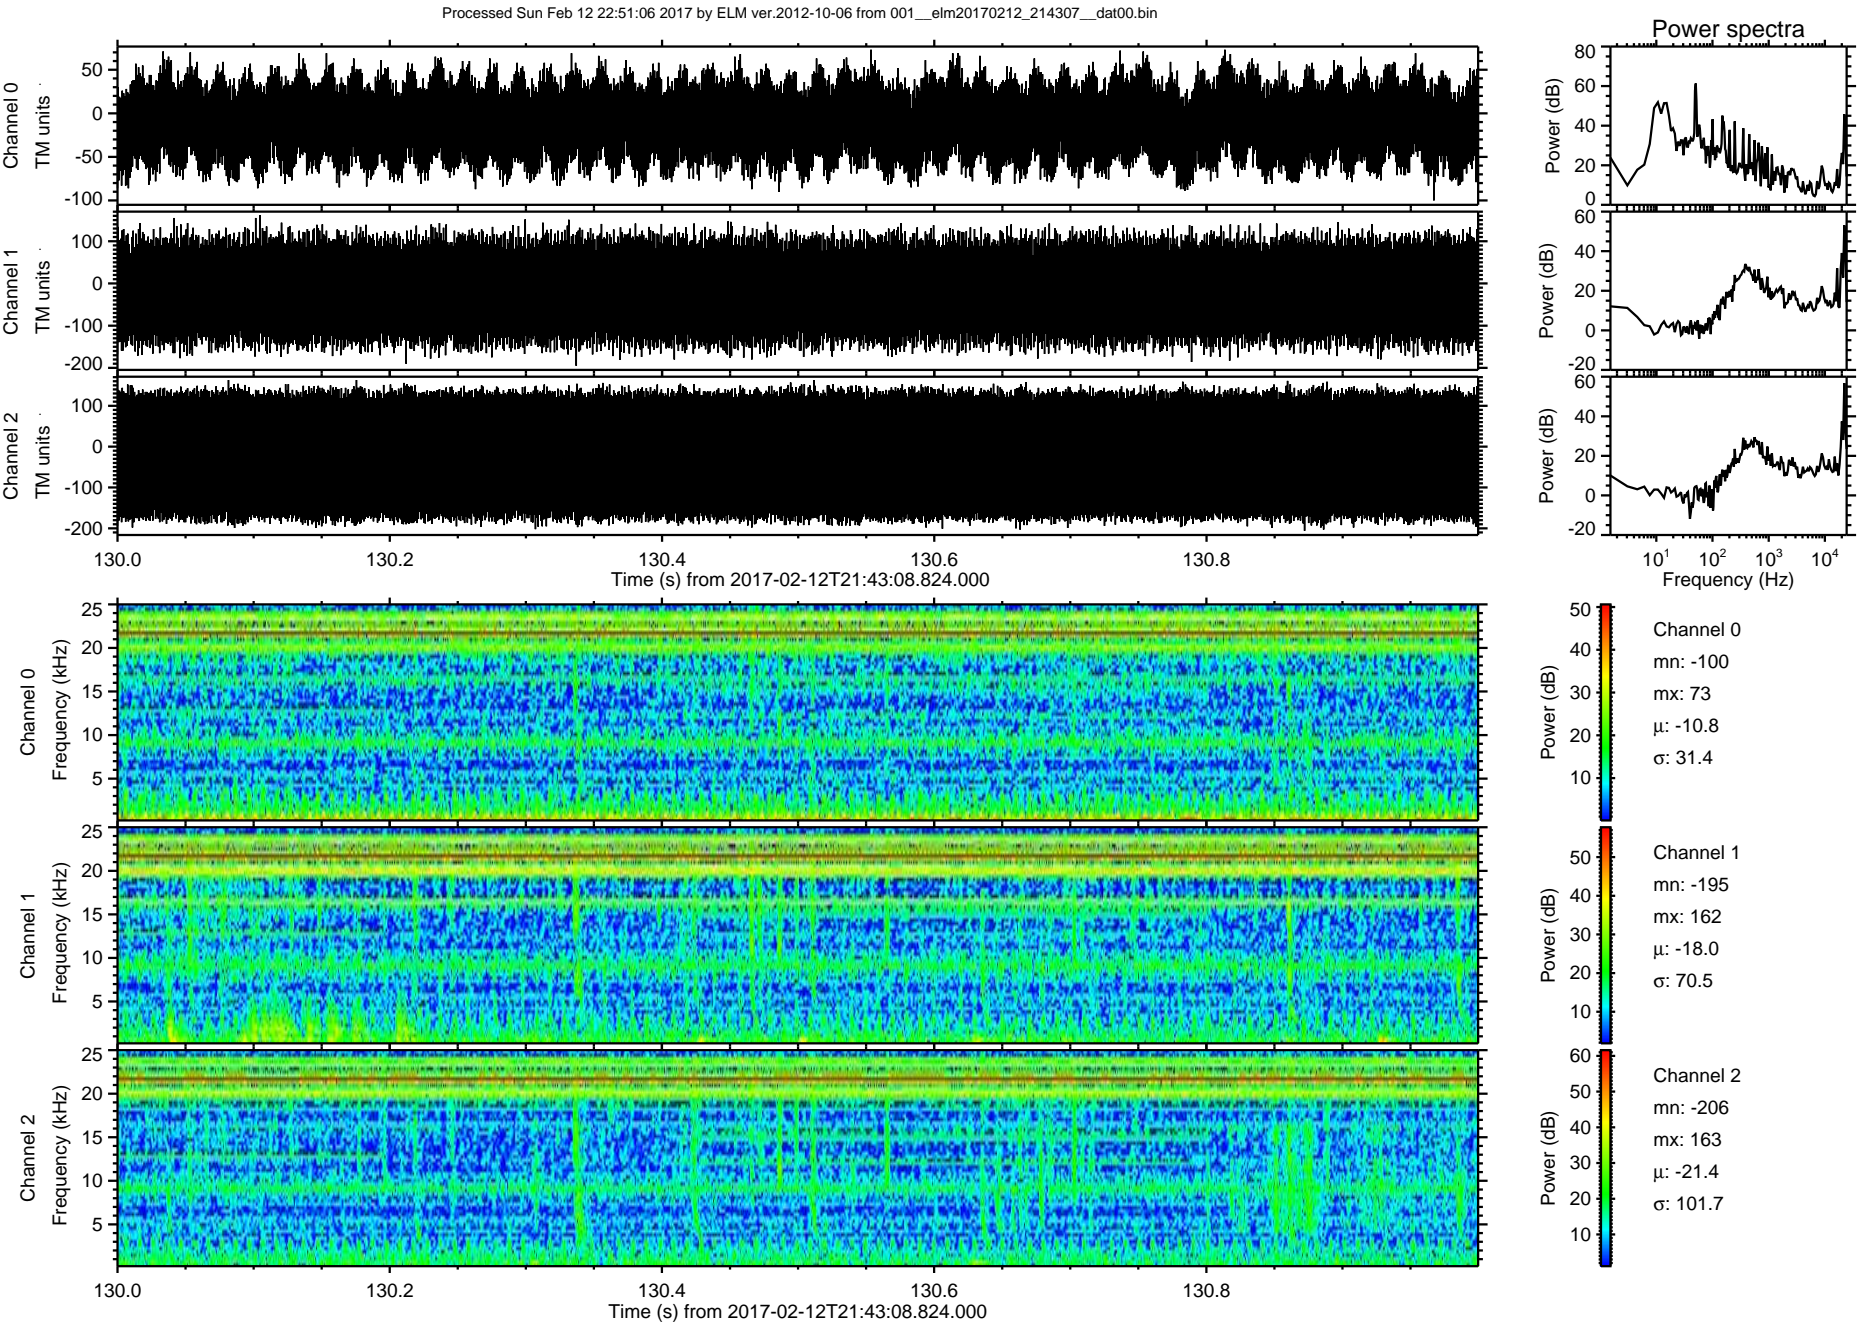 Processed Sun Feb 12 22:51:06 2017 by ELM ver.2012-10-06 from 001__elm20170212_214307__dat00.bin
Power spectra
Channel 0
TM units
50
0
-50
-100
Power (dB)
80
60
40
20
0
Channel 1
TM units
100
0
-100
-200
Power (dB)
60
40
20
0
-20
Channel 2
TM units
100
0
-100
-200
Power (dB)
60
40
20
0
-20
130.0 130.2 130.4 130.6 130.8
Time (s) from 2017-02-12T21:43:08.824.000
10¹ 10² 10³ 10⁴
Frequency (Hz)
Channel 0
Frequency (kHz)
25
20
15
10
5
Power (dB)
50
40
30
20
10
Channel 0
mn: -100
mx: 73
μ: -10.8
σ: 31.4
Channel 1
Frequency (kHz)
25
20
15
10
5
Power (dB)
50
40
30
20
10
Channel 1
mn: -195
mx: 162
μ: -18.0
σ: 70.5
Channel 2
Frequency (kHz)
25
20
15
10
5
Power (dB)
60
50
40
30
20
10
Channel 2
mn: -206
mx: 163
μ: -21.4
σ: 101.7
130.0 130.2 130.4 130.6 130.8
Time (s) from 2017-02-12T21:43:08.824.000